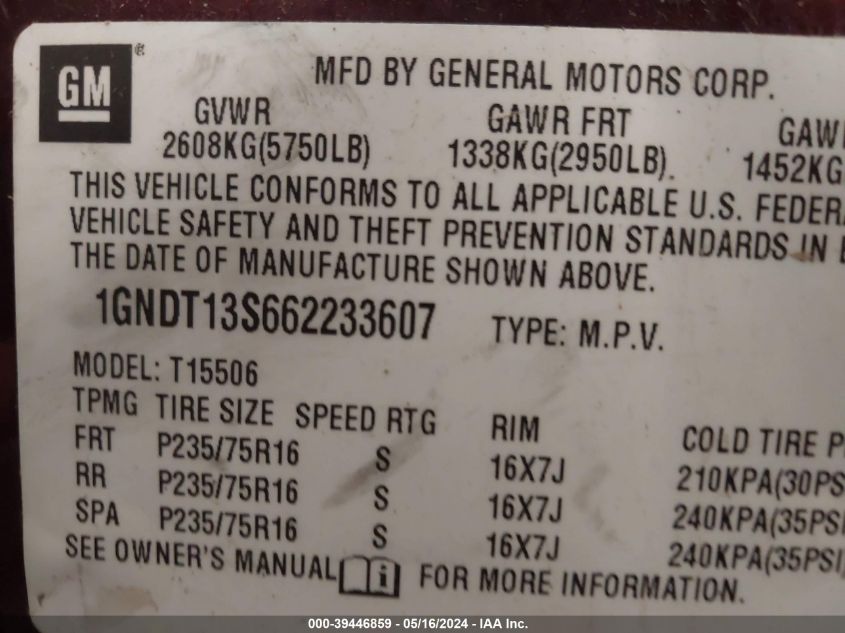 GM ® MFD BY GENERAL MOTORS CORP.
GVWR GAWR FRT GAWR
2608KG(5750LB) 1338KG(2950LB) 1452KG
THIS VEHICLE CONFORMS TO ALL APPLICABLE U.S. FEDERA
VEHICLE SAFETY AND THEFT PREVENTION STANDARDS IN
THE DATE OF MANUFACTURE SHOWN ABOVE.
1GNDT13S662233607 TYPE: M.P.V.
MODEL: T15506
TPMG TIRE SIZE SPEED RTG RIM COLD TIRE P
FRT P235/75R16 S 16X7J 210KPA(30PS
RR P235/75R16 S 16X7J 240KPA(35PSI
SPA P235/75R16 S 16X7J 240KPA(35PSI)
SEE OWNER'S MANUAL i FOR MORE INFORMATION.
000-39446859 - 05/16/2024 - IAA Inc.